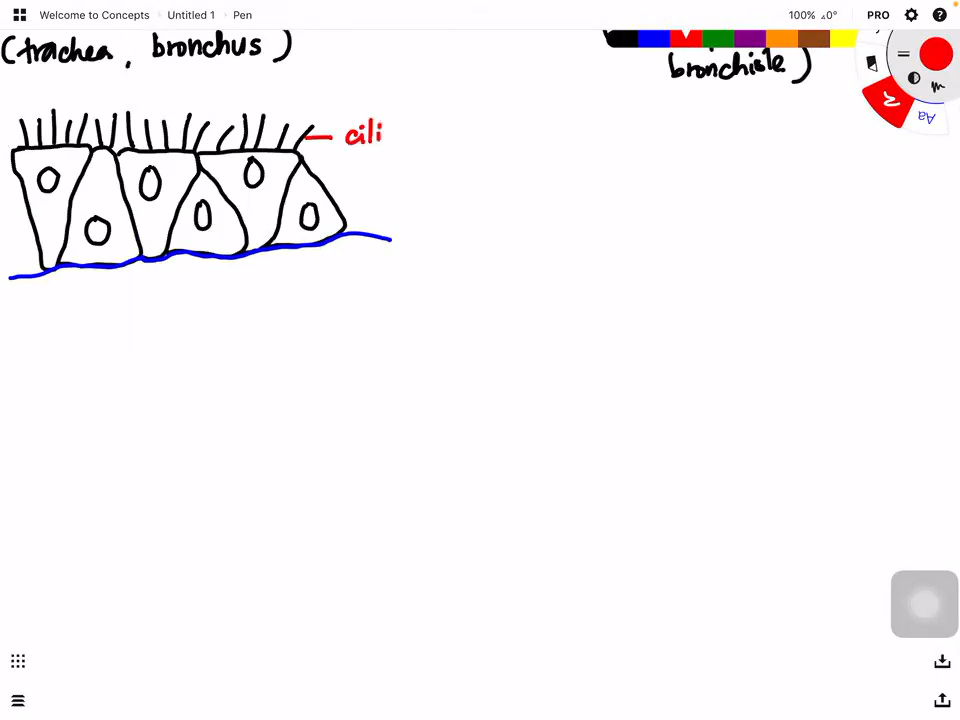 Welcome to Concepts › Untitled 1 › Pen
100% 0° PRO
(trachea, bronchus)
bronchiole)
Aa
cili